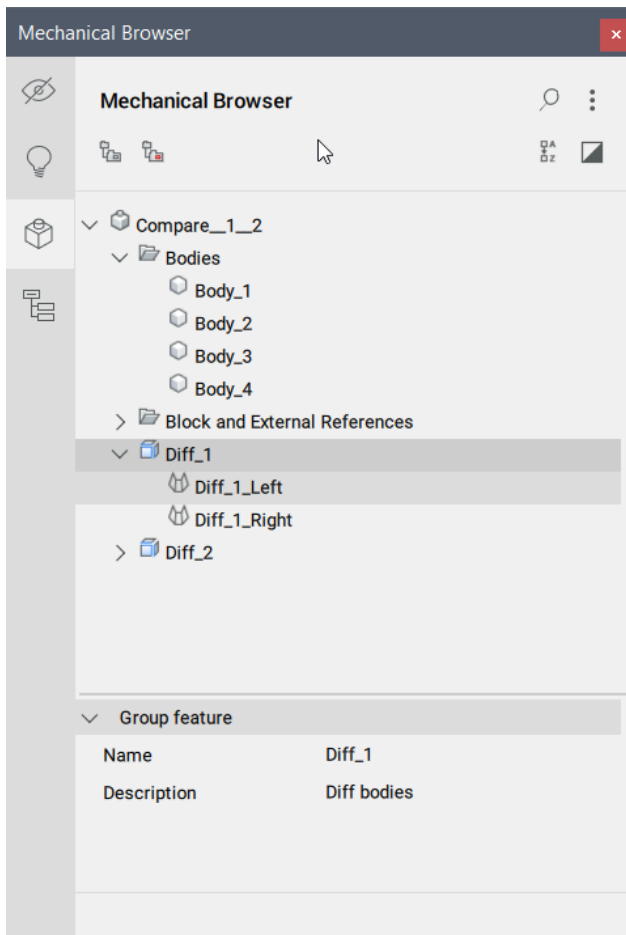 Mechanical Browser
Mechanical Browser
A
Z
Compare__1__2
Bodies
Body_1
Body_2
Body_3
Body_4
Block and External References
Diff_1
Diff_1_Left
Diff_1_Right
Diff_2
Group feature
Name Diff_1
Description Diff bodies